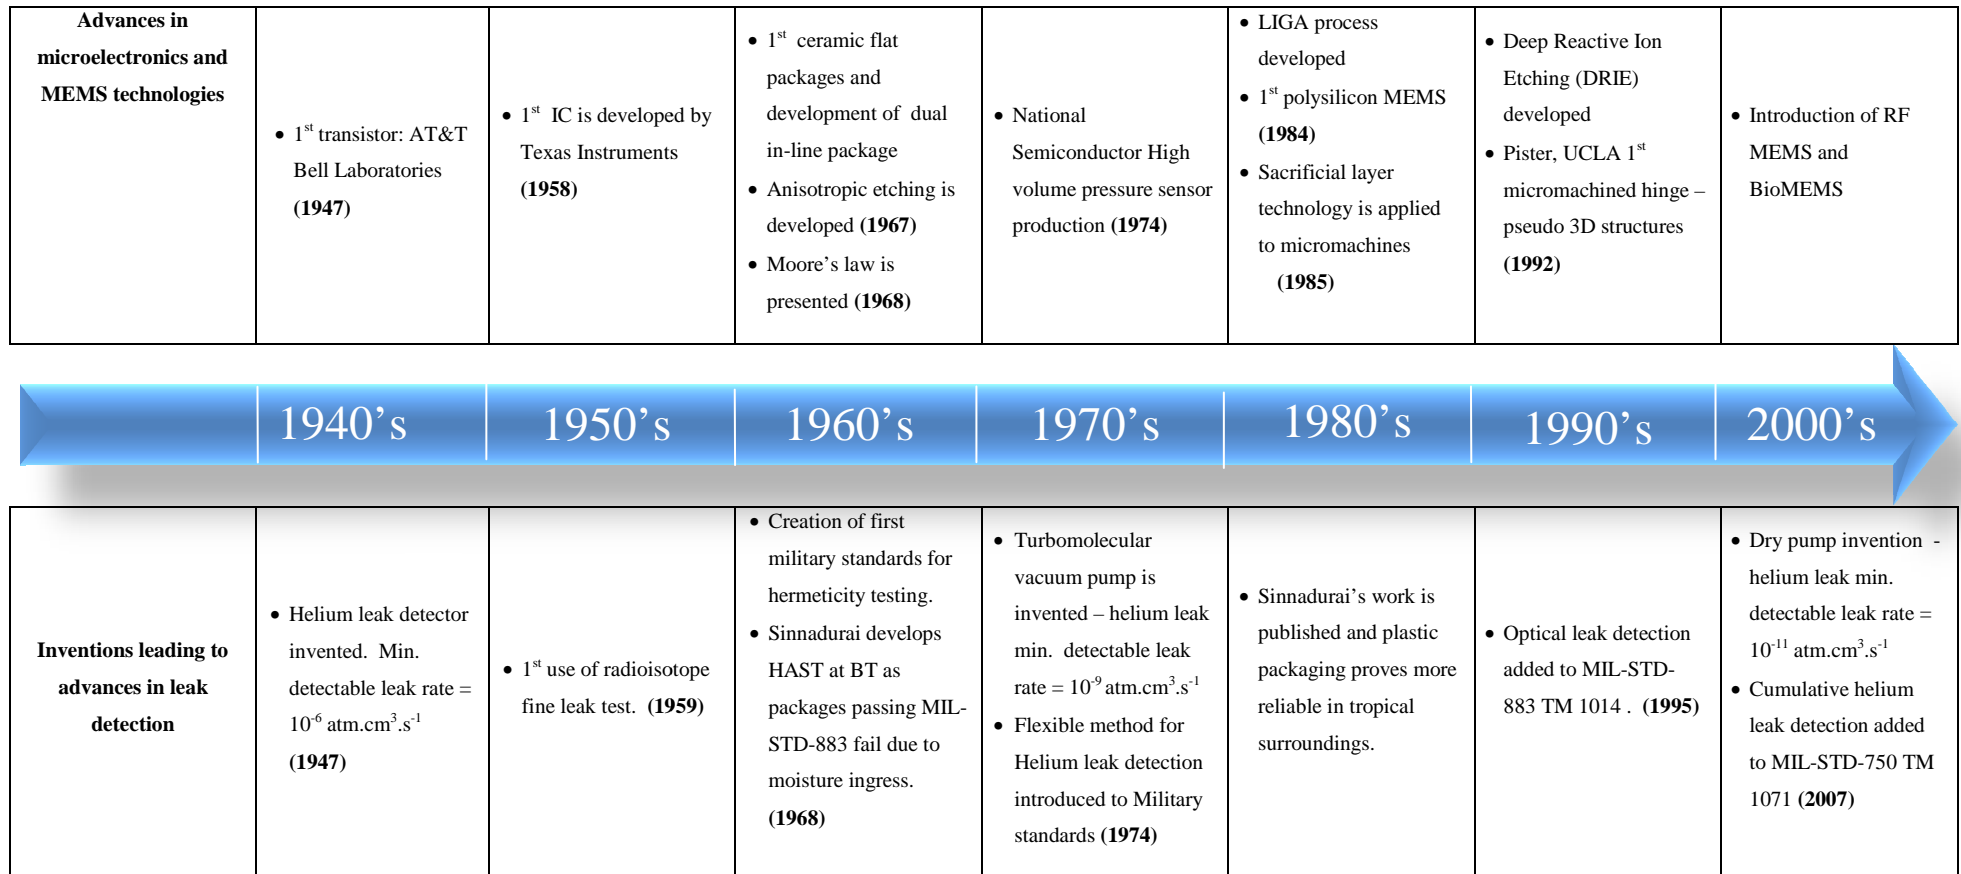 Advances in
microelectronics and
MEMS technologies
• 1st transistor: AT&T
Bell Laboratories
(1947)
• 1st IC is developed by
Texas Instruments
(1958)
• 1st ceramic flat
packages and
development of dual
in-line package
• Anisotropic etching is
developed (1967)
• Moore's law is
presented (1968)
• National
Semiconductor High
volume pressure sensor
production (1974)
• LIGA process
developed
• 1st polysilicon MEMS
(1984)
• Sacrificial layer
technology is applied
to micromachines
(1985)
• Deep Reactive Ion
Etching (DRIE)
developed
• Pister, UCLA 1st
micromachined hinge –
pseudo 3D structures
(1992)
• Introduction of RF
MEMS and
BioMEMS
1940's 1950's 1960's 1970's 1980's 1990's 2000's
Inventions leading to
advances in leak
detection
• Helium leak detector
invented. Min.
detectable leak rate =
10-6 atm.cm3.s-1
(1947)
• 1st use of radioisotope
fine leak test. (1959)
• Creation of first
military standards for
hermeticity testing.
• Sinnadurai develops
HAST at BT as
packages passing MIL-
STD-883 fail due to
moisture ingress.
(1968)
• Turbomolecular
vacuum pump is
invented – helium leak
min. detectable leak
rate = 10-9 atm.cm3.s-1
• Flexible method for
Helium leak detection
introduced to Military
standards (1974)
• Sinnadurai's work is
published and plastic
packaging proves more
reliable in tropical
surroundings.
• Optical leak detection
added to MIL-STD-
883 TM 1014 . (1995)
• Dry pump invention -
helium leak min.
detectable leak rate =
10-11 atm.cm3.s-1
• Cumulative helium
leak detection added
to MIL-STD-750 TM
1071 (2007)